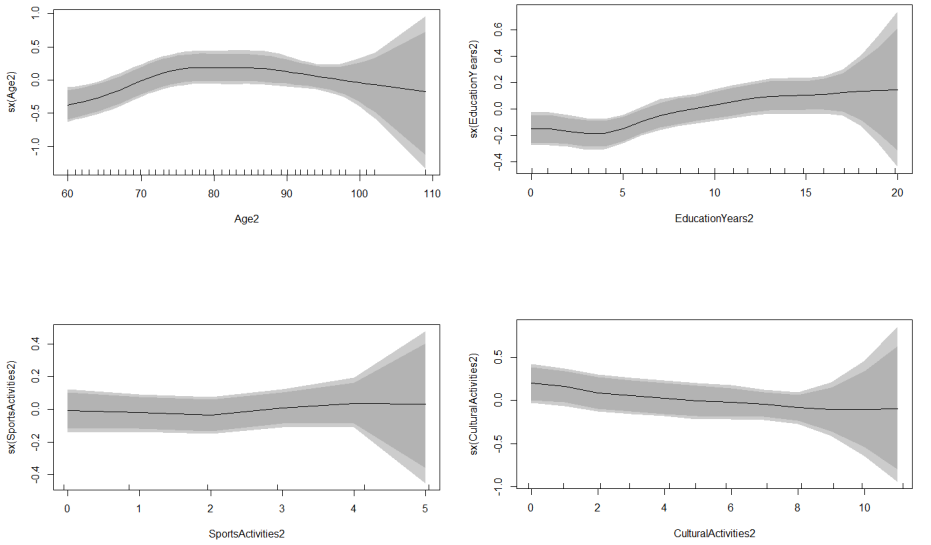 sx(Age2)
1.0
0.5
0.0
-0.5
-1.0
60 70 80 90 100 110
Age2
sx(EducationYears2)
0.6
0.4
0.2
0.0
-0.2
-0.4
0 5 10 15 20
EducationYears2
sx(SportsActivities2)
0.4
0.2
0.0
-0.2
-0.4
0 1 2 3 4 5
SportsActivities2
sx(CulturalActivities2)
0.5
0.0
-0.5
-1.0
0 2 4 6 8 10
CulturalActivities2